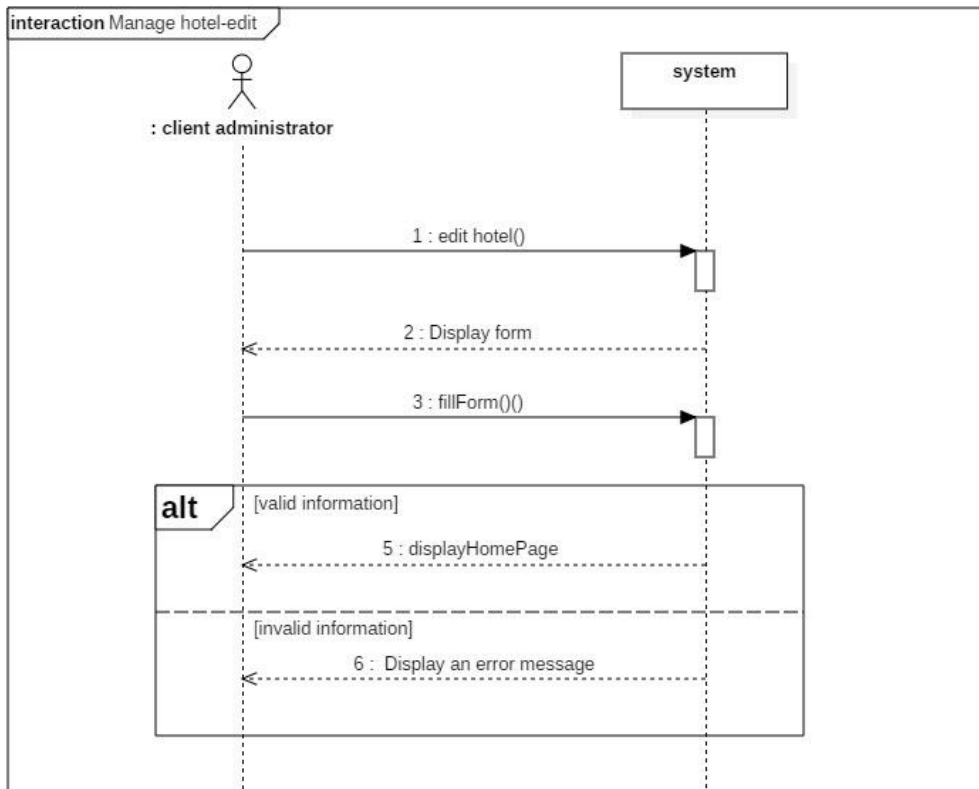 interaction Manage hotel-edit
system
: client administrator
1 : edit hotel()
2 : Display form
3 : fillForm()()
alt
[valid information]
5 : displayHomePage
[invalid information]
6 : Display an error message